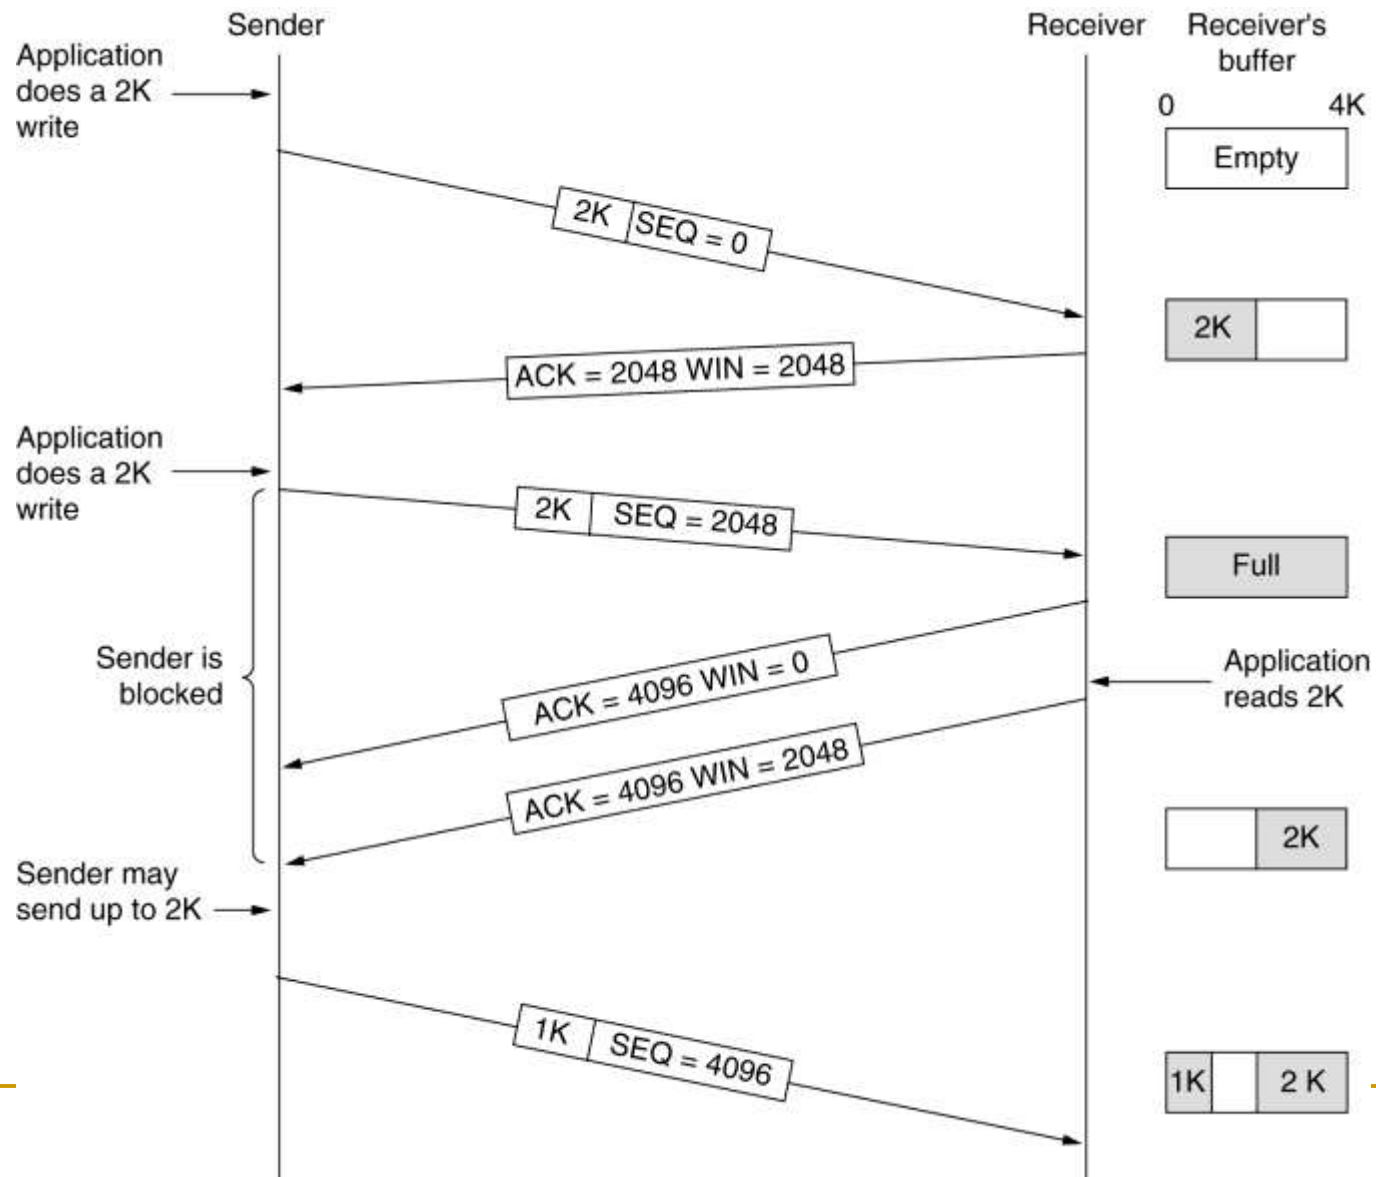 Sender
Receiver
Receiver's
buffer
Application
does a 2K
write
0
4K
Empty
2K
SEQ = 0
2K
ACK = 2048 WIN = 2048
Application
does a 2K
write
2K
SEQ = 2048
Full
Sender is
blocked
ACK = 4096 WIN = 0
Application
reads 2K
ACK = 4096 WIN = 2048
2K
Sender may
send up to 2K
1K
SEQ = 4096
1K
2 K